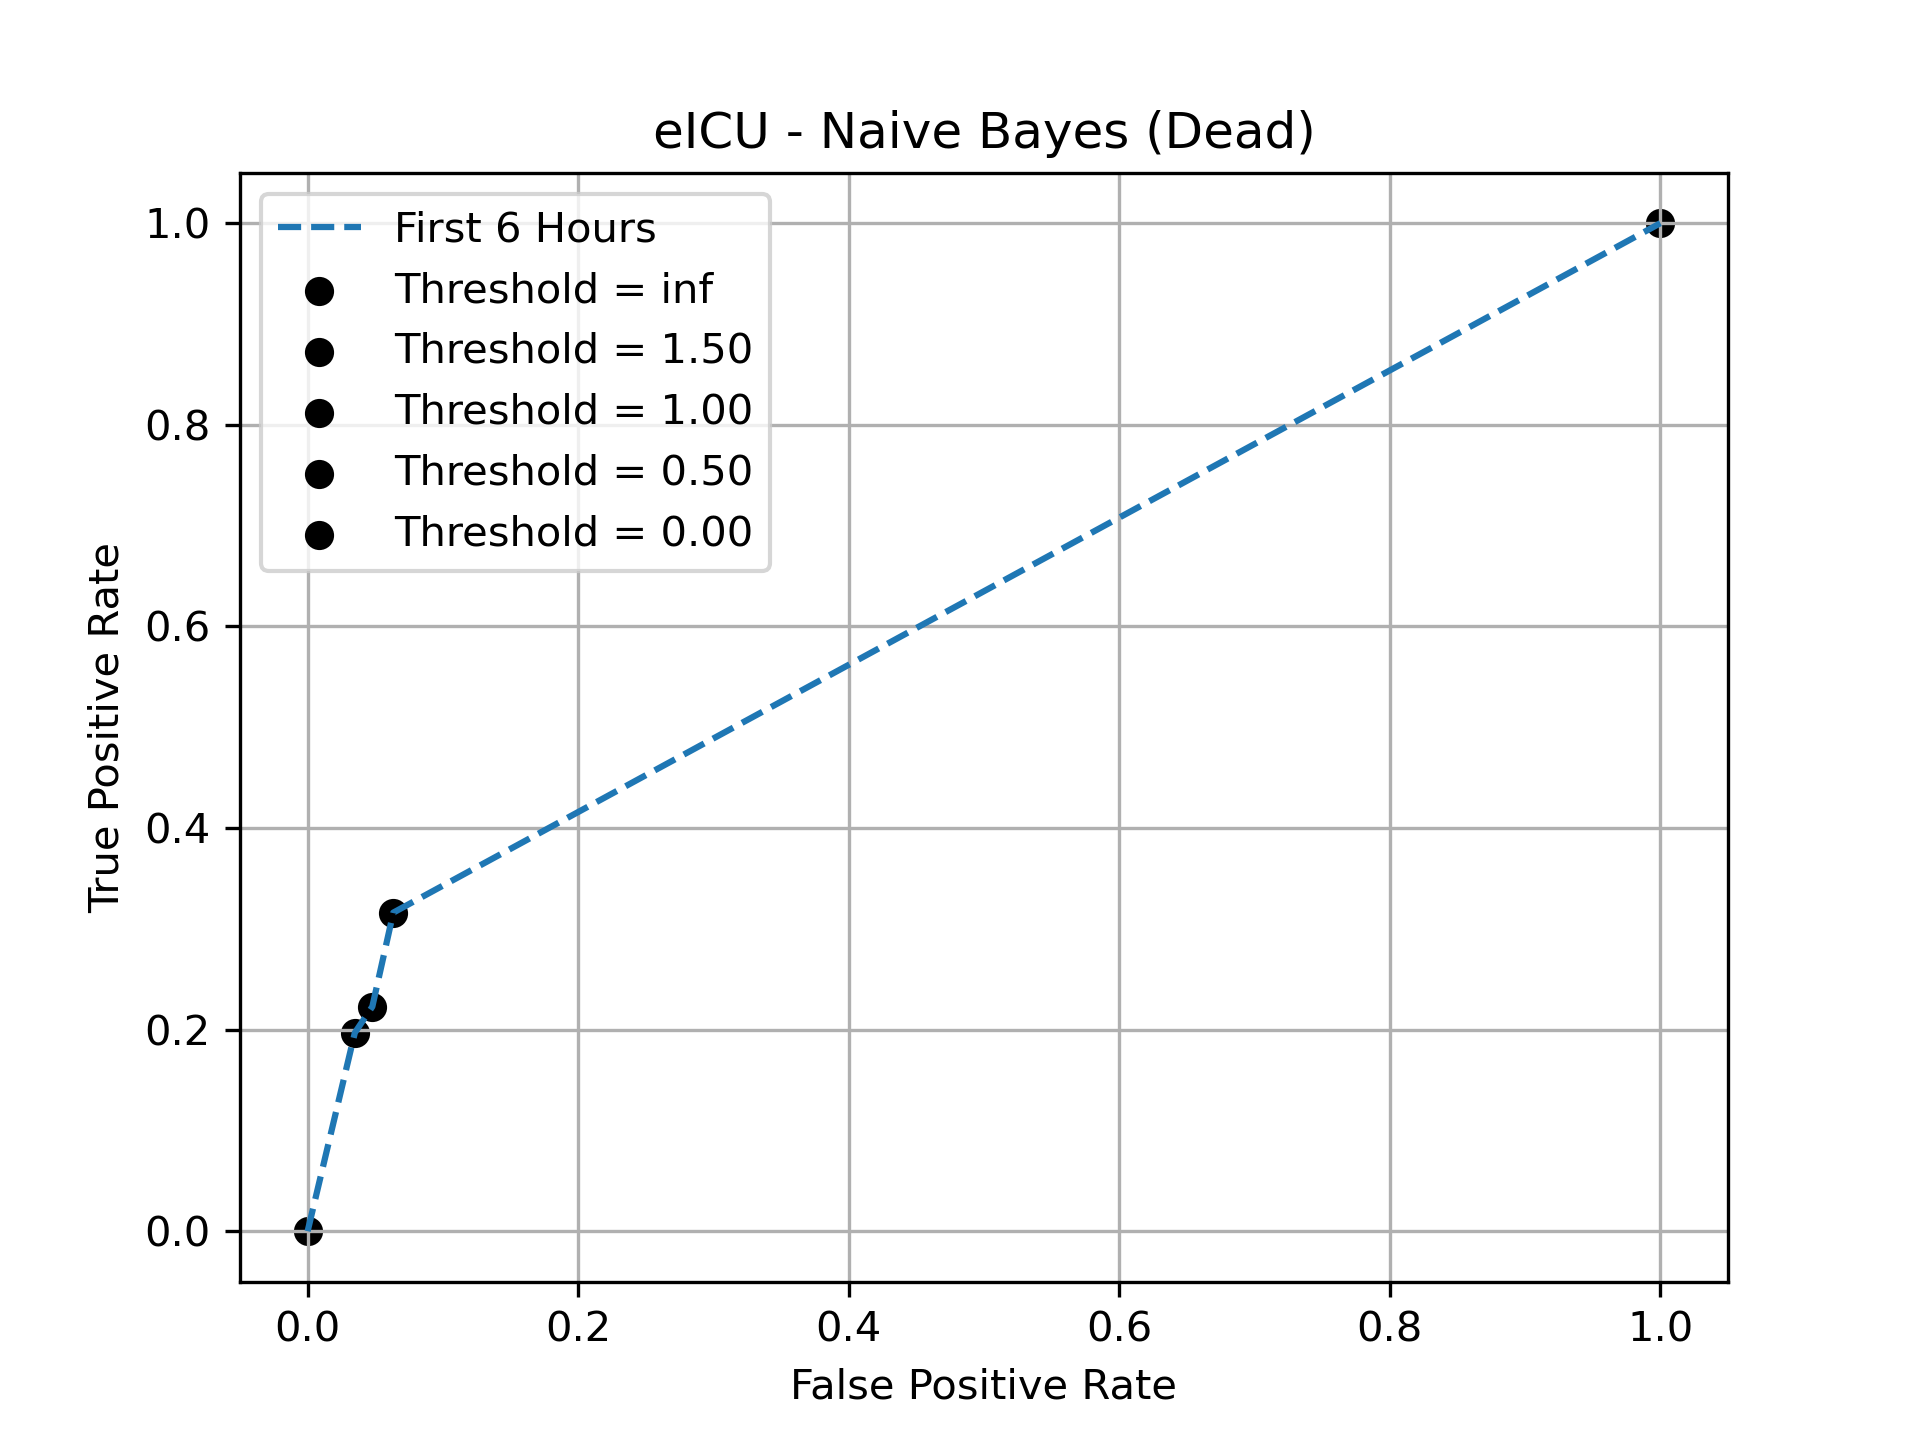 eICU - Naive Bayes (Dead)
First 6 Hours
Threshold = inf
Threshold = 1.50
Threshold = 1.00
Threshold = 0.50
Threshold = 0.00
True Positive Rate
1.0
0.8
0.6
0.4
0.2
0.0
0.0 0.2 0.4 0.6 0.8 1.0
False Positive Rate